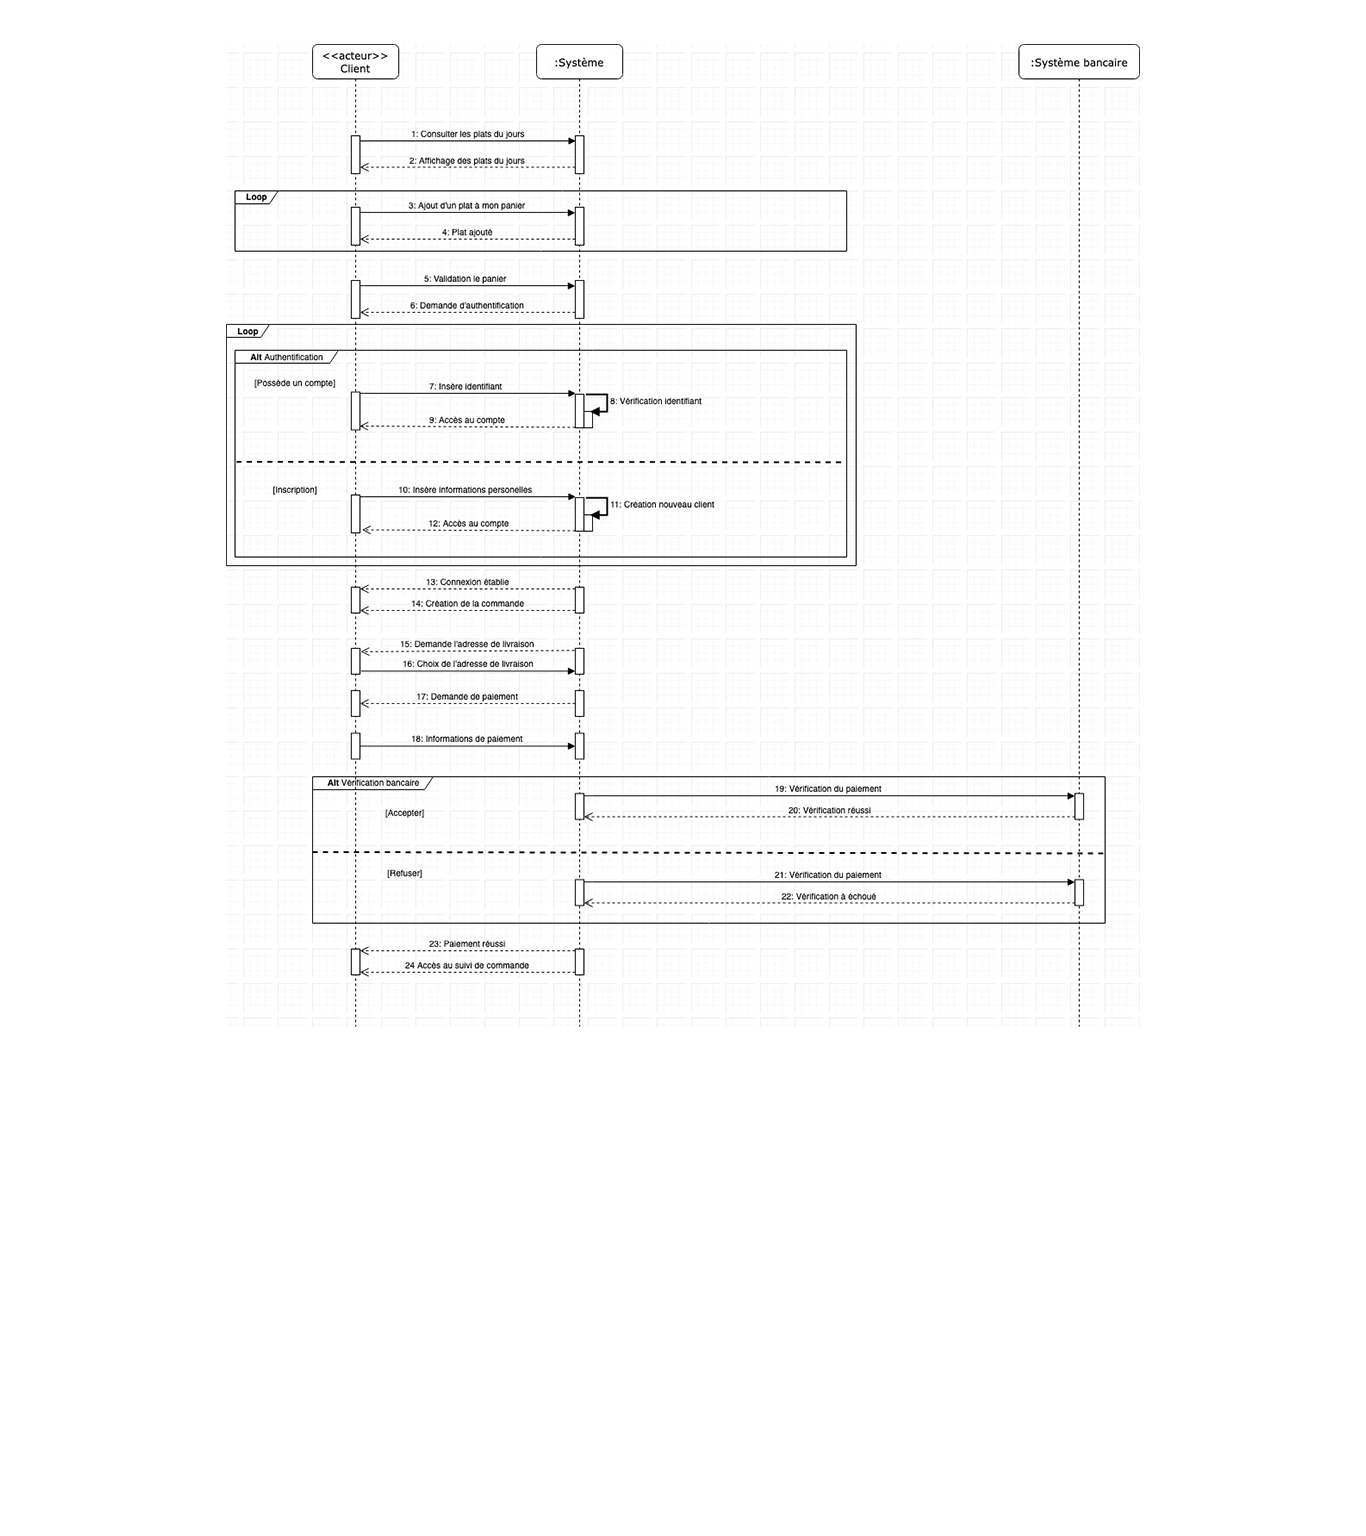 <<acteur>>
Client
:Système
:Système bancaire
1: Consulter les plats du jours
2: Affichage des plats du jours
Loop
3: Ajout d'un plat à mon panier
4: Plat ajouté
5: Validation le panier
6: Demande d'authentification
Loop
Alt Authentification
[Possède un compte]
7: Insère identifiant
8: Vérification identifiant
9: Accès au compte
[Inscription]
10: Insère informations personelles
11: Création nouveau client
12: Accès au compte
13: Connexion établie
14: Création de la commande
15: Demande l'adresse de livraison
16: Choix de l'adresse de livraison
17: Demande de paiement
18: Informations de paiement
Alt Vérification bancaire
19: Vérification du paiement
[Accepter]
20: Vérification réussi
[Refuser]
21: Vérification du paiement
22: Vérification à échoué
23: Paiement réussi
24 Accès au suivi de commande